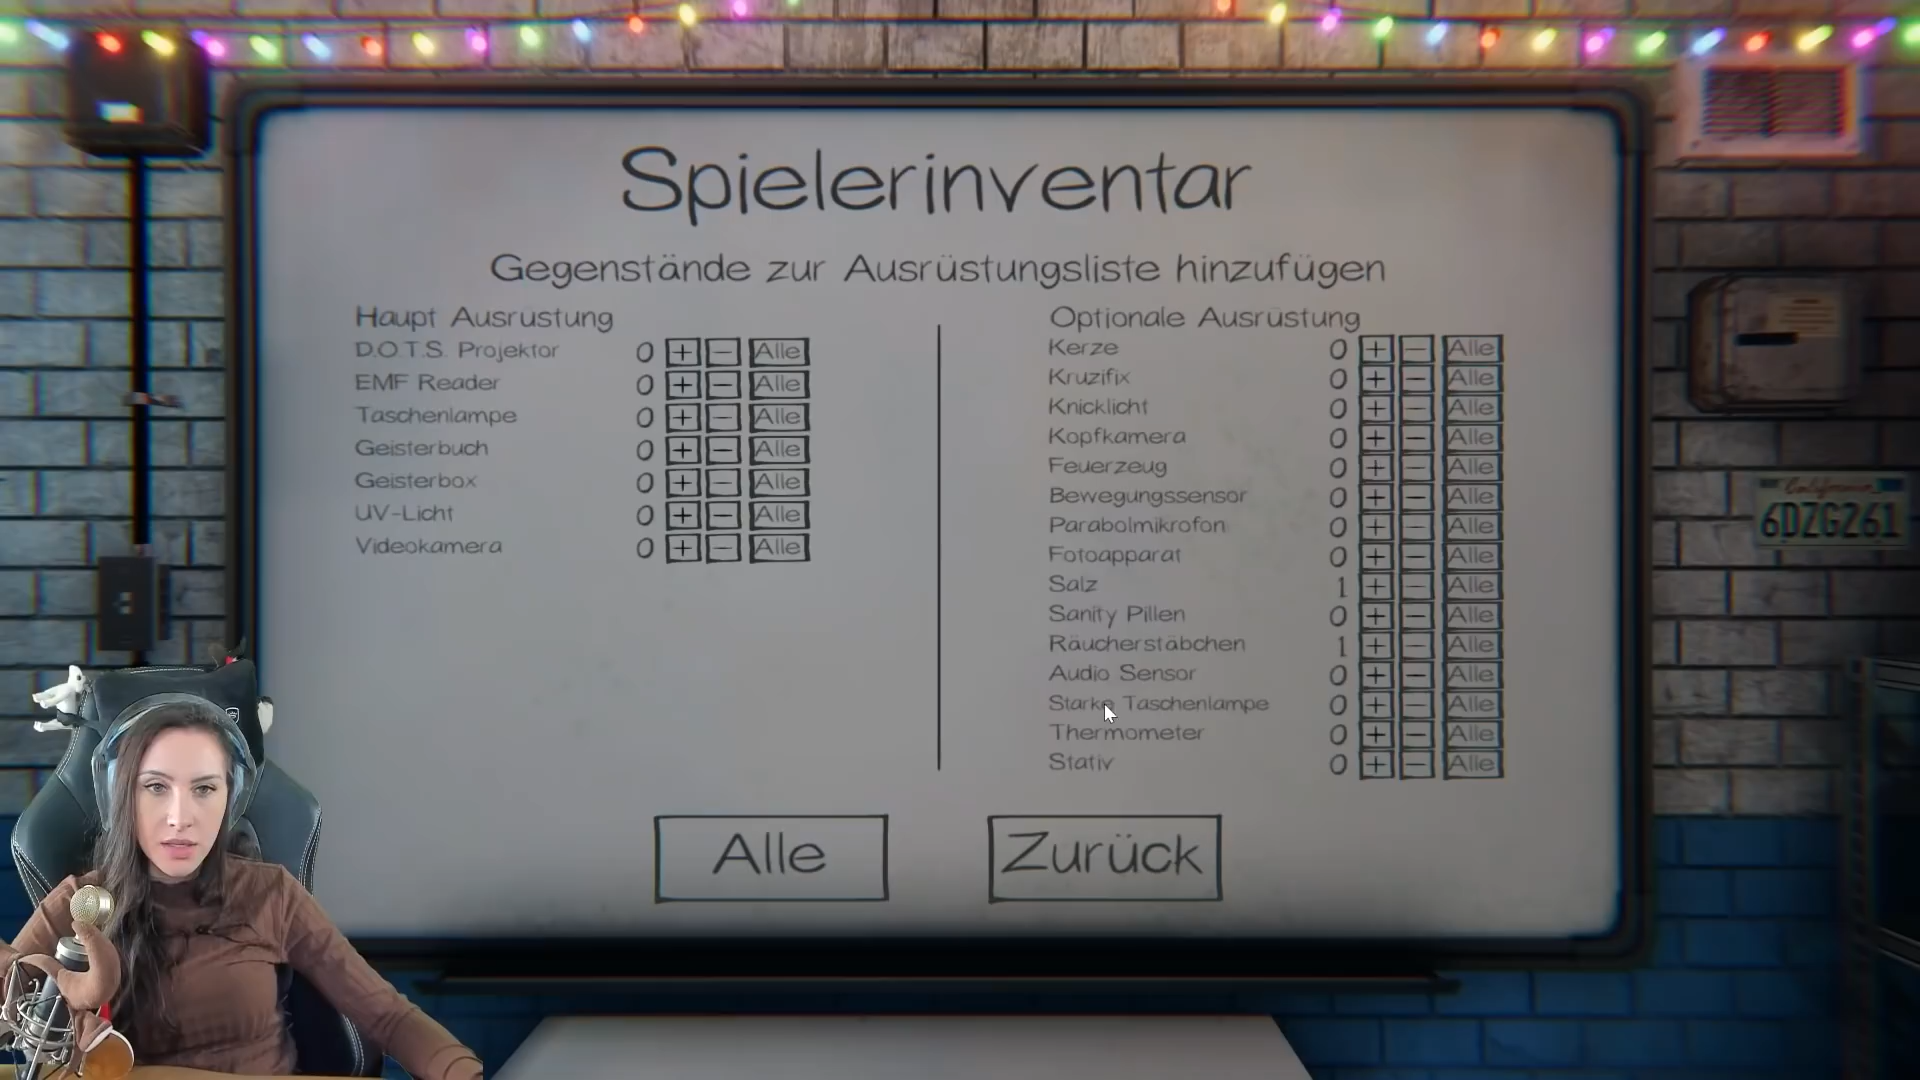 Spielerinventar
Gegenstände zur Ausrüstungsliste hinzufügen
Haupt Ausrüstung
D.O.T.S. Projektor 0 + - Alle
EMF Reader 0 + - Alle
Taschenlampe 0 + - Alle
Geisterbuch 0 + - Alle
Geisterbox 0 + - Alle
UV-Licht 0 + - Alle
Videokamera 0 + - Alle
Optionale Ausrüstung
Kerze 0 + - Alle
Kruzifix 0 + - Alle
Knicklicht 0 + - Alle
Kopfkamera 0 + - Alle
Feuerzeug 0 + - Alle
Bewegungssensor 0 + - Alle
Parabolmikrofon 0 + - Alle
Fotoapparat 0 + - Alle
Salz 1 + - Alle
Sanity Pillen 0 + - Alle
Räucherstäbchen 1 + - Alle
Audio Sensor 0 + - Alle
Starke Taschenlampe 0 + - Alle
Thermometer 0 + - Alle
Stativ 0 + - Alle
Alle
Zurück
California
6DZG261